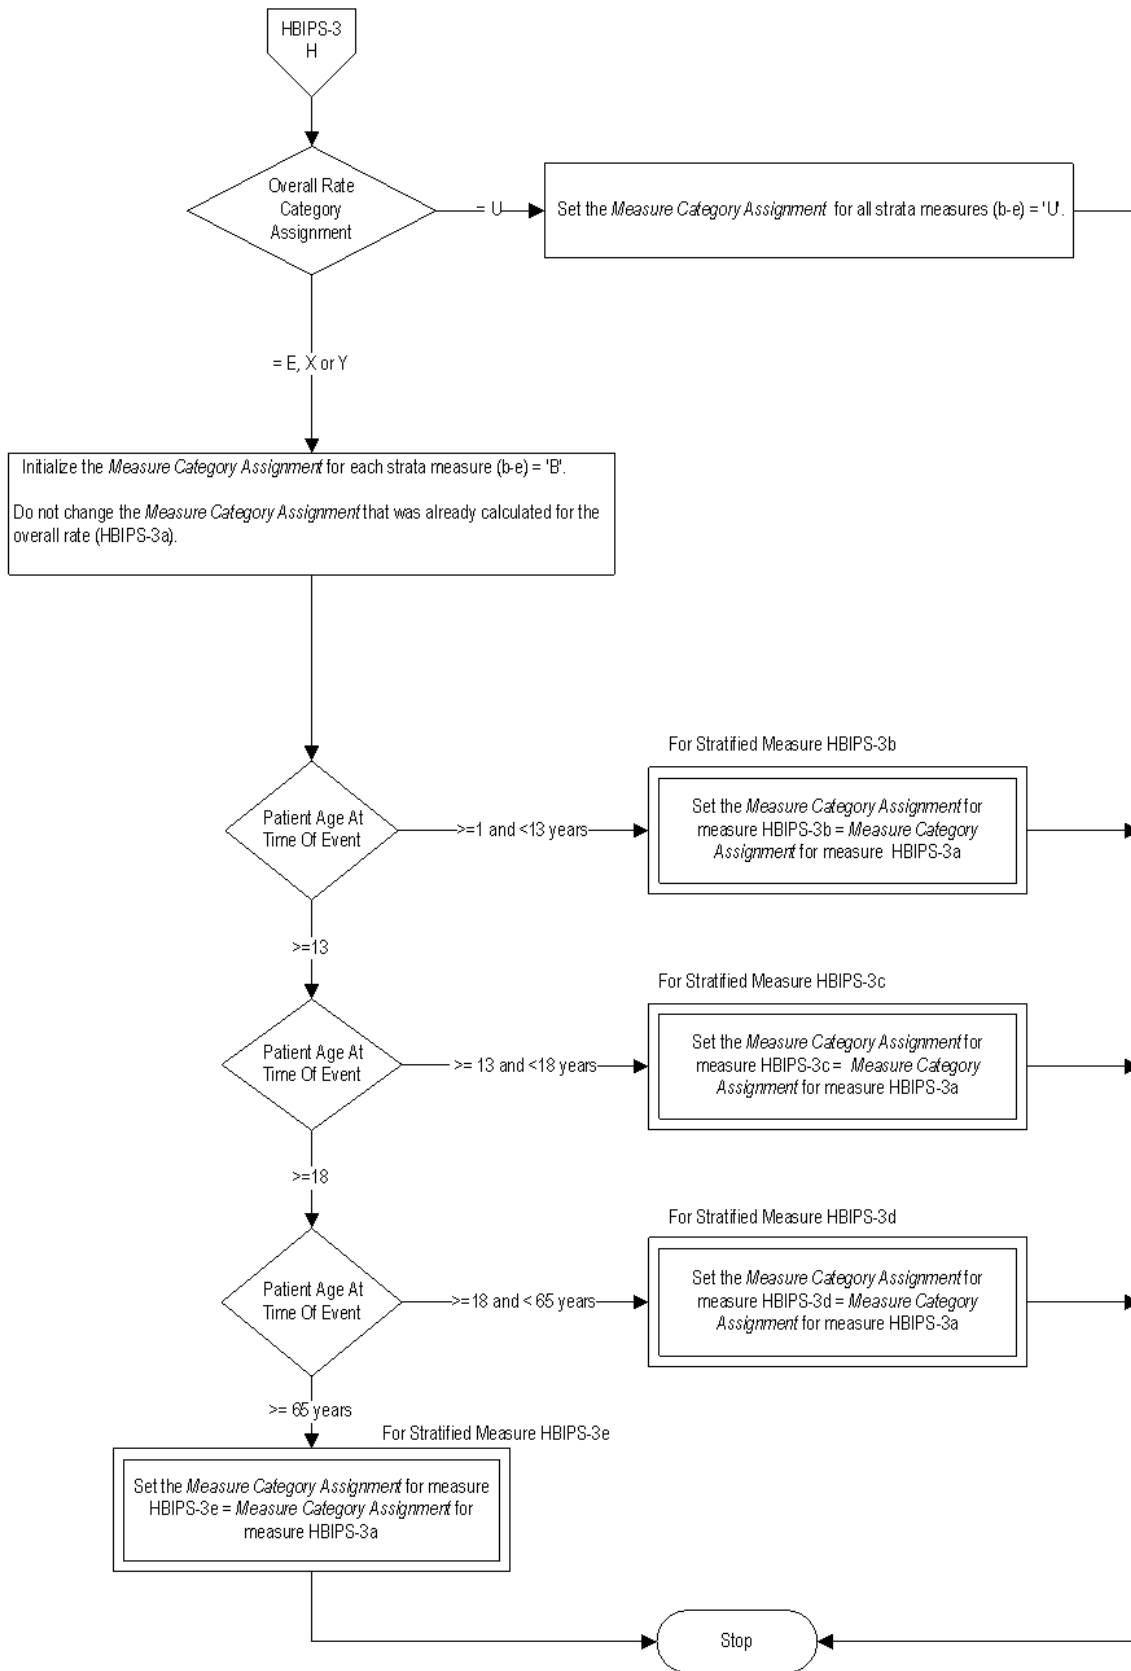 HBIPS-3
H
Overall Rate
Category
Assignment
= U
Set the Measure Category Assignment for all strata measures (b-e) = 'U'.
= E, X or Y
Initialize the Measure Category Assignment for each strata measure (b-e) = 'B'.
Do not change the Measure Category Assignment that was already calculated for the
overall rate (HBIPS-3a).
For Stratified Measure HBIPS-3b
Patient Age At
Time Of Event
>=1 and <13 years
Set the Measure Category Assignment for
measure HBIPS-3b = Measure Category
Assignment for measure HBIPS-3a
>=13
For Stratified Measure HBIPS-3c
Patient Age At
Time Of Event
>= 13 and <18 years
Set the Measure Category Assignment for
measure HBIPS-3c = Measure Category
Assignment for measure HBIPS-3a
>=18
For Stratified Measure HBIPS-3d
Patient Age At
Time Of Event
>=18 and < 65 years
Set the Measure Category Assignment for
measure HBIPS-3d = Measure Category
Assignment for measure HBIPS-3a
>= 65 years
For Stratified Measure HBIPS-3e
Set the Measure Category Assignment for measure
HBIPS-3e = Measure Category Assignment for
measure HBIPS-3a
Stop